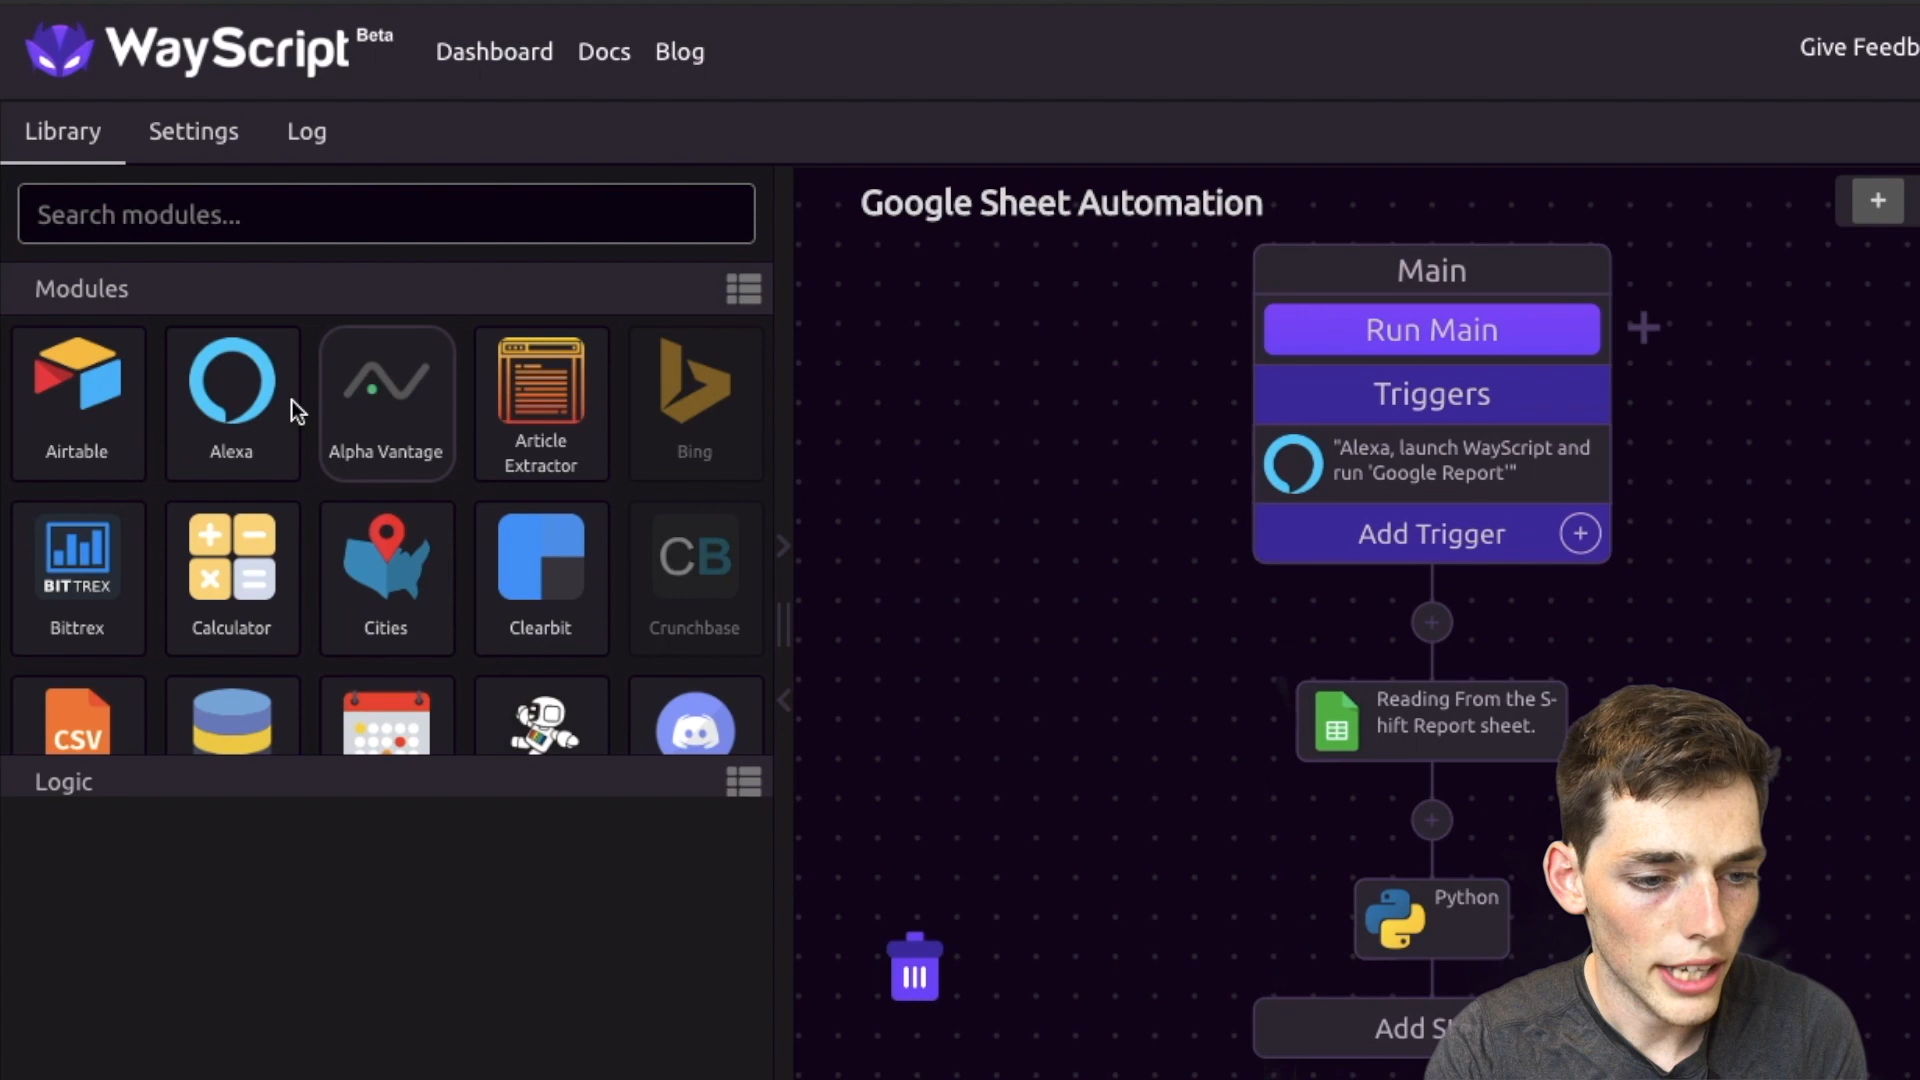 WayScript Beta
Dashboard Docs Blog
Give Feedb
Library Settings Log
Search modules...
Google Sheet Automation
+
Modules
Main
Run Main
Triggers
"Alexa, launch WayScript and
run 'Google Report'"
Add Trigger
Airtable
Alexa
Alpha Vantage
Article
Extractor
Bing
BITTREX
Bittrex
Calculator
Cities
Clearbit
CB
Crunchbase
CSV
Reading From the S-
hift Report sheet.
Logic
Python
Add S